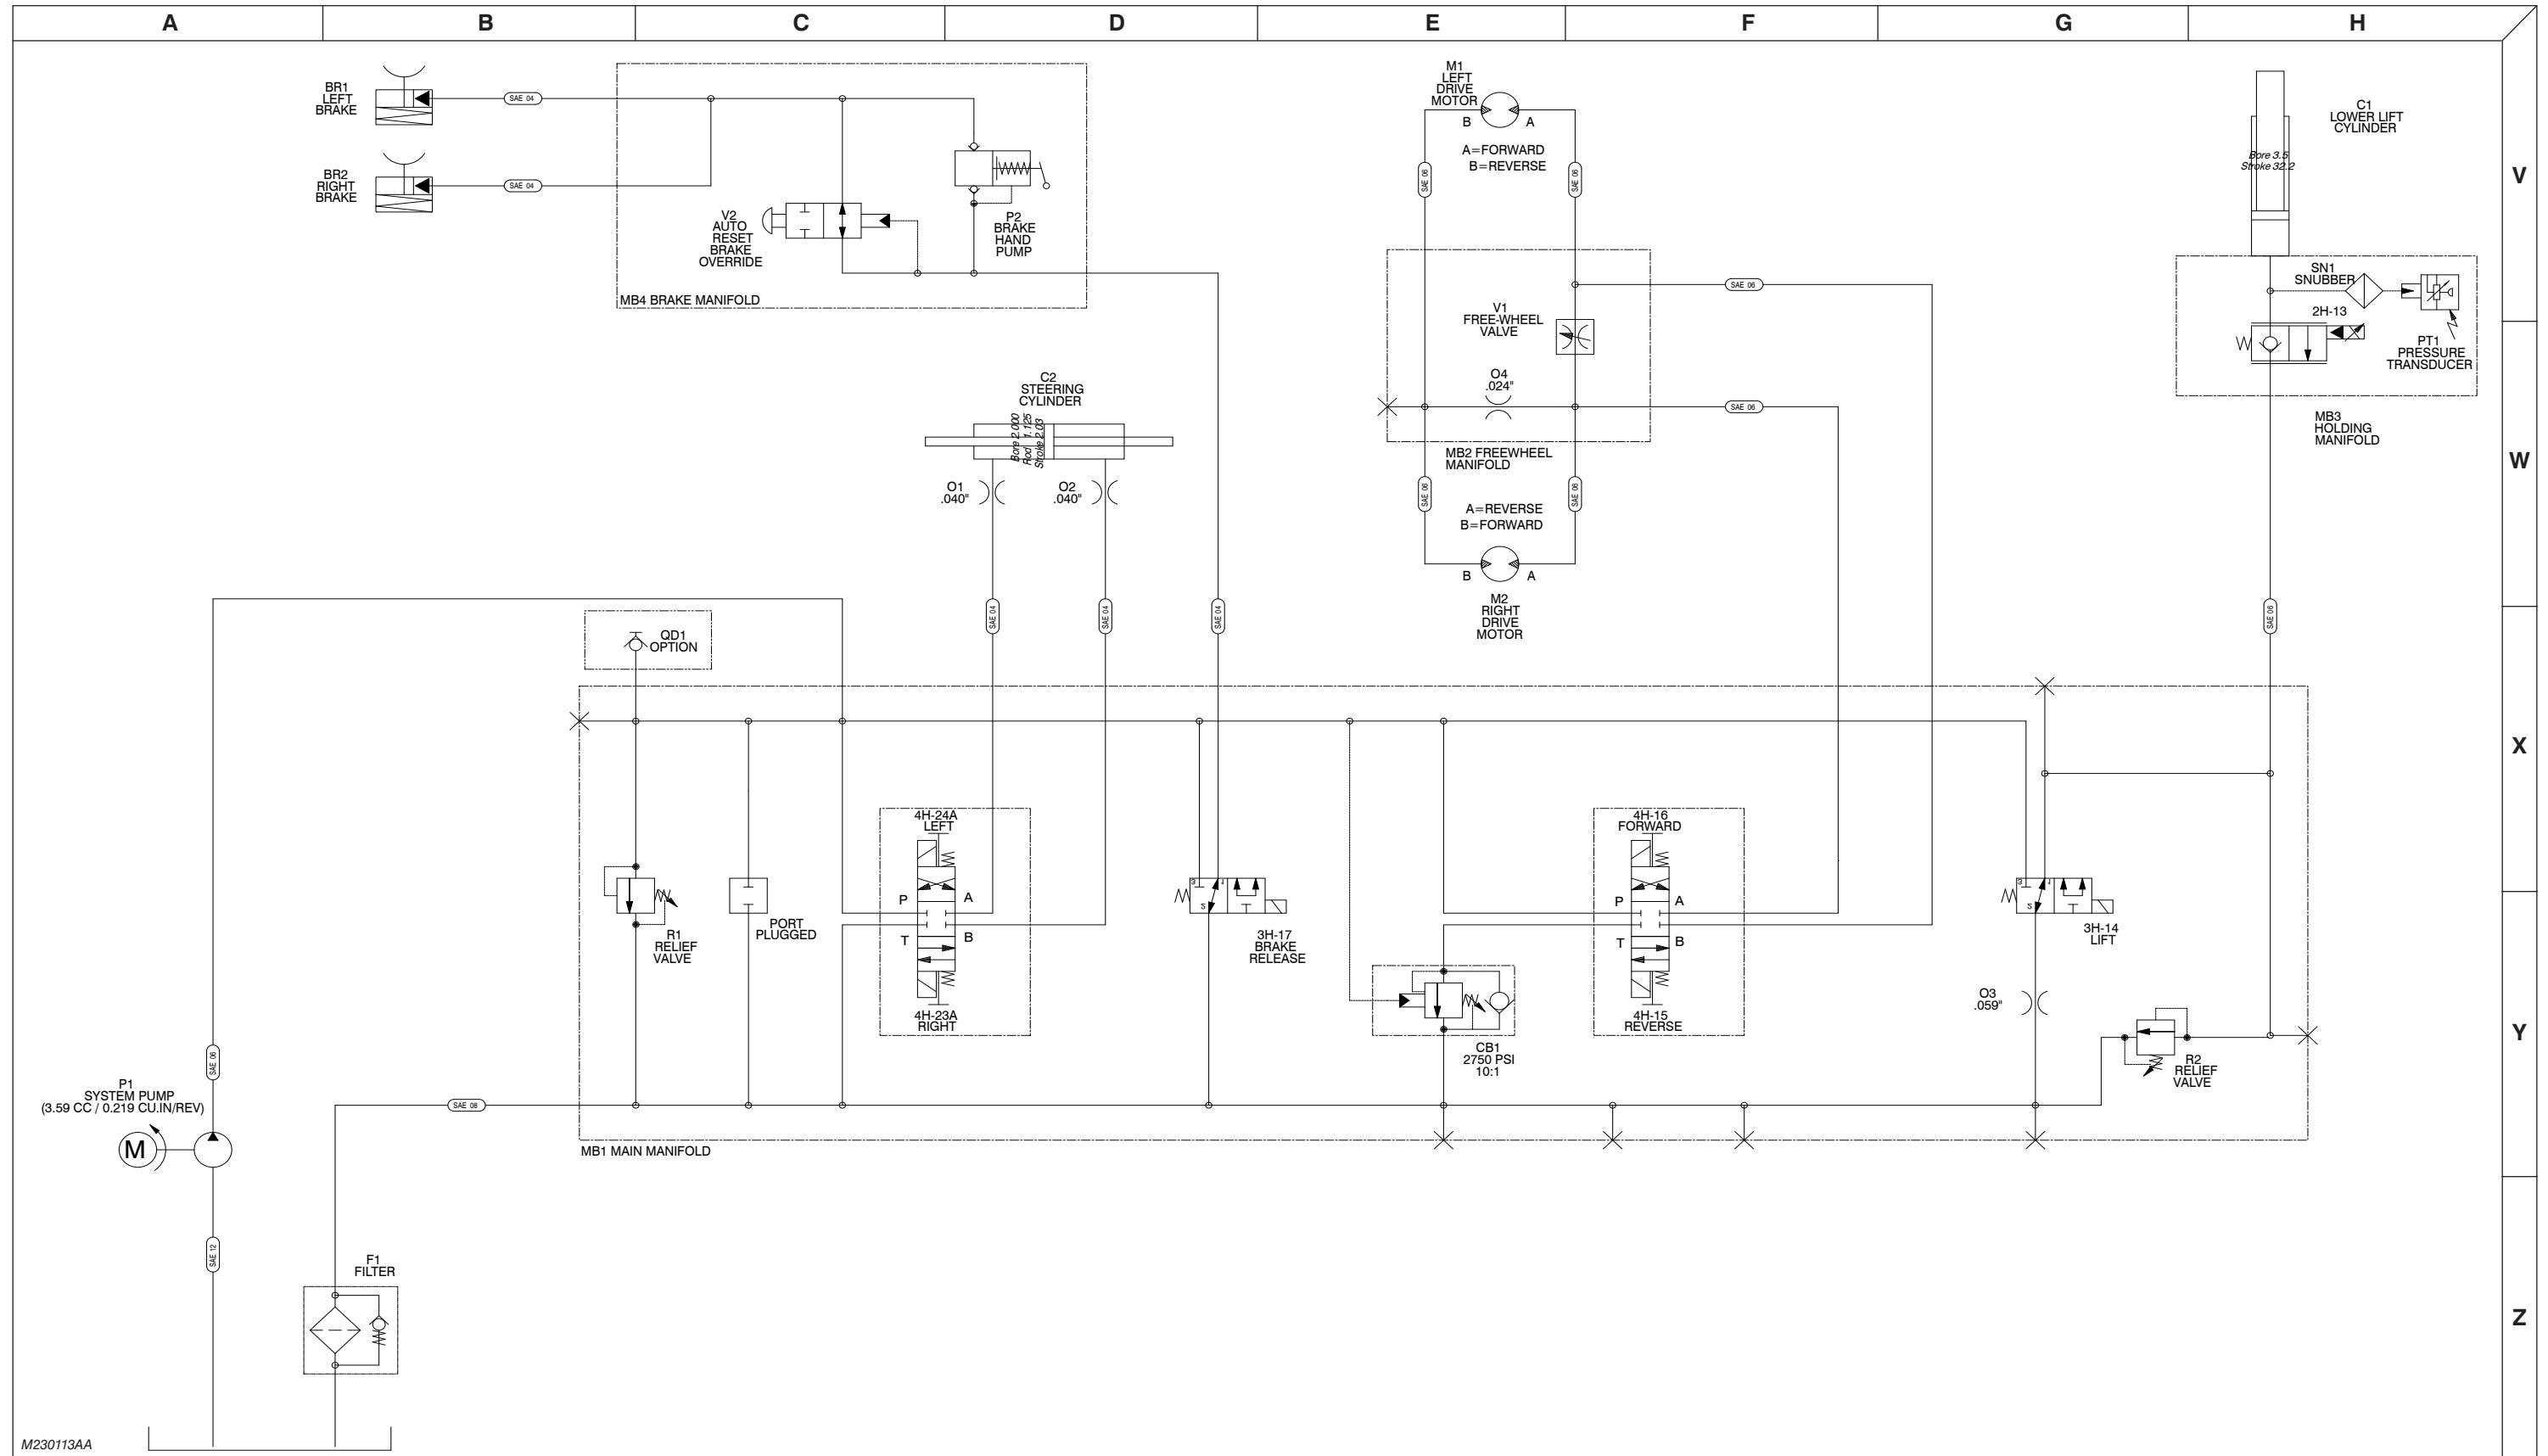 A B C D E F G H
BR1
LEFT
BRAKE
SAE 04
BR2
RIGHT
BRAKE
SAE 04
V2
AUTO
RESET
BRAKE
OVERRIDE
P2
BRAKE
HAND
PUMP
MB4 BRAKE MANIFOLD
M1
LEFT
DRIVE
MOTOR
B A
A=FORWARD
B=REVERSE
SAE 06
SAE 06
V1
FREE-WHEEL
VALVE
SAE 06
O4
.024"
SAE 06
MB2 FREEWHEEL
MANIFOLD
SAE 06
SAE 06
A=REVERSE
B=FORWARD
B A
M2
RIGHT
DRIVE
MOTOR
C1
LOWER LIFT
CYLINDER
Bore 3.5
Stroke 32.2
SN1
SNUBBER
2H-13
PT1
PRESSURE
TRANSDUCER
MB3
HOLDING
MANIFOLD
SAE 06
V
W
X
Y
Z
C2
STEERING
CYLINDER
Bore 2.000
Rod 1.125
Stroke 2.03
O1
.040"
O2
.040"
SAE 04
SAE 04
SAE 04
QD1
OPTION
R1
RELIEF
VALVE
PORT
PLUGGED
4H-24A
LEFT
P A
T B
4H-23A
RIGHT
3 1
S
3H-17
BRAKE
RELEASE
CB1
2750 PSI
10:1
4H-16
FORWARD
P A
T B
4H-15
REVERSE
3 1
S
3H-14
LIFT
O3
.059"
R2
RELIEF
VALVE
MB1 MAIN MANIFOLD
SAE 06
P1
SYSTEM PUMP
(3.59 CC / 0.219 CU.IN/REV)
M
SAE 08
SAE 12
F1
FILTER
M230113AA